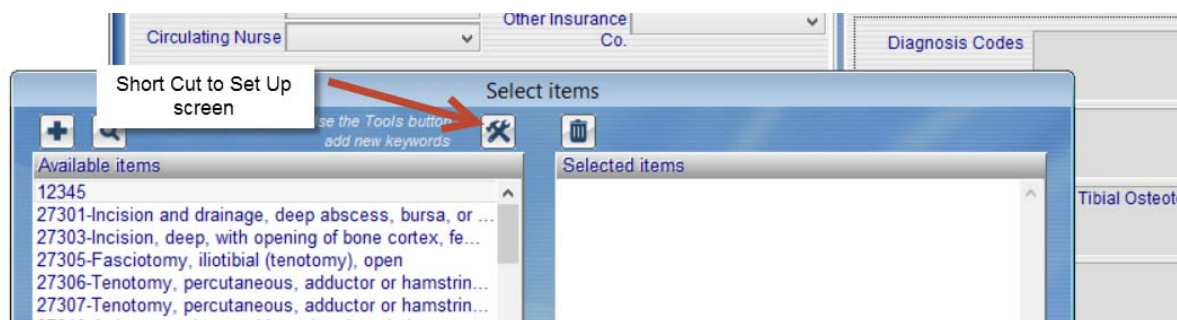 Other Insurance
Circulating Nurse
Co.
Diagnosis Codes
Short Cut to Set Up
screen
Select items
the Tools button
add new keywords
Available items
Selected items
12345
27301-Incision and drainage, deep abscess, bursa, or ...
27303-Incision, deep, with opening of bone cortex, fe...
27305-Fasciotomy, iliotibial (tenotomy), open
27306-Tenotomy, percutaneous, adductor or hamstrin...
27307-Tenotomy, percutaneous, adductor or hamstrin...
Tibial